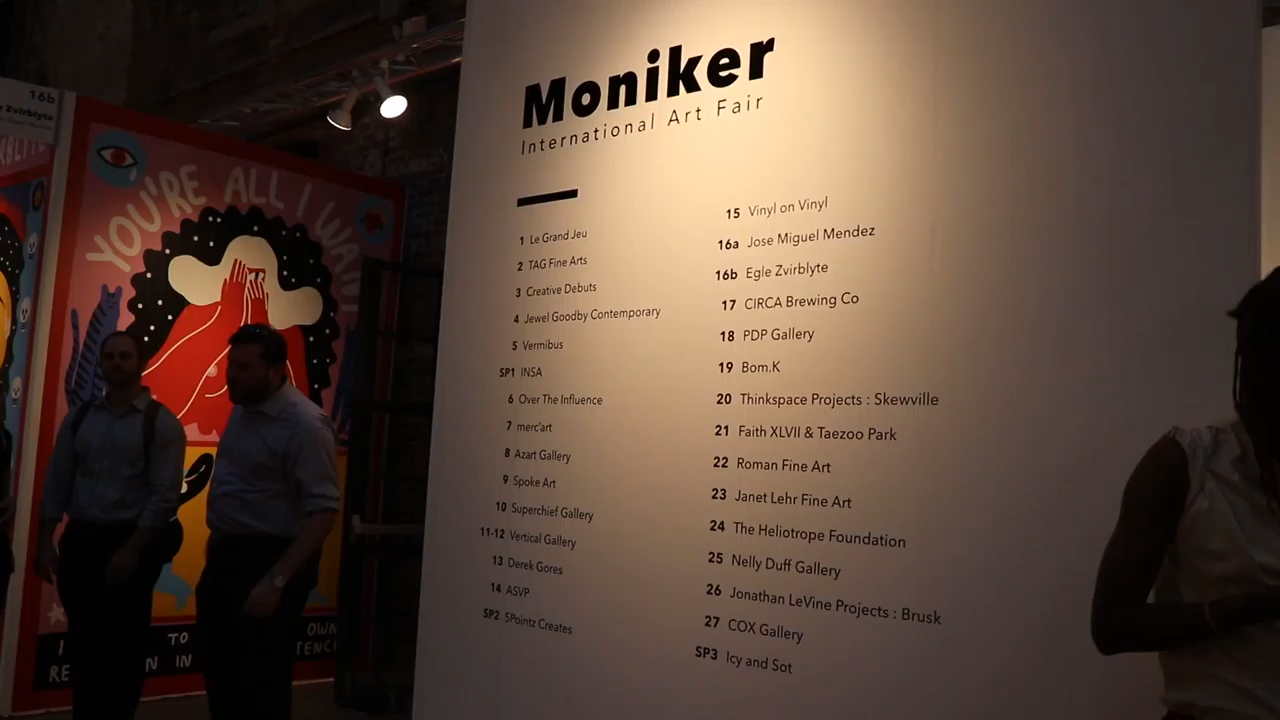 16b
Zvirblyte
YOU'RE ALL I WANT
I TO OWN
RE N IN TENC
Moniker
International Art Fair
1 Le Grand Jeu
2 TAG Fine Arts
3 Creative Debuts
4 Jewel Goodby Contemporary
5 Vermibus
SP1 INSA
6 Over The Influence
7 merc'art
8 Azart Gallery
9 Spoke Art
10 Superchief Gallery
11-12 Vertical Gallery
13 Derek Gores
14 ASVP
SP2 5Pointz Creates
15 Vinyl on Vinyl
16a Jose Miguel Mendez
16b Egle Zvirblyte
17 CIRCA Brewing Co
18 PDP Gallery
19 Bom.K
20 Thinkspace Projects : Skewville
21 Faith XLVII & Taezoo Park
22 Roman Fine Art
23 Janet Lehr Fine Art
24 The Heliotrope Foundation
25 Nelly Duff Gallery
26 Jonathan LeVine Projects : Brusk
27 COX Gallery
SP3 Icy and Sot